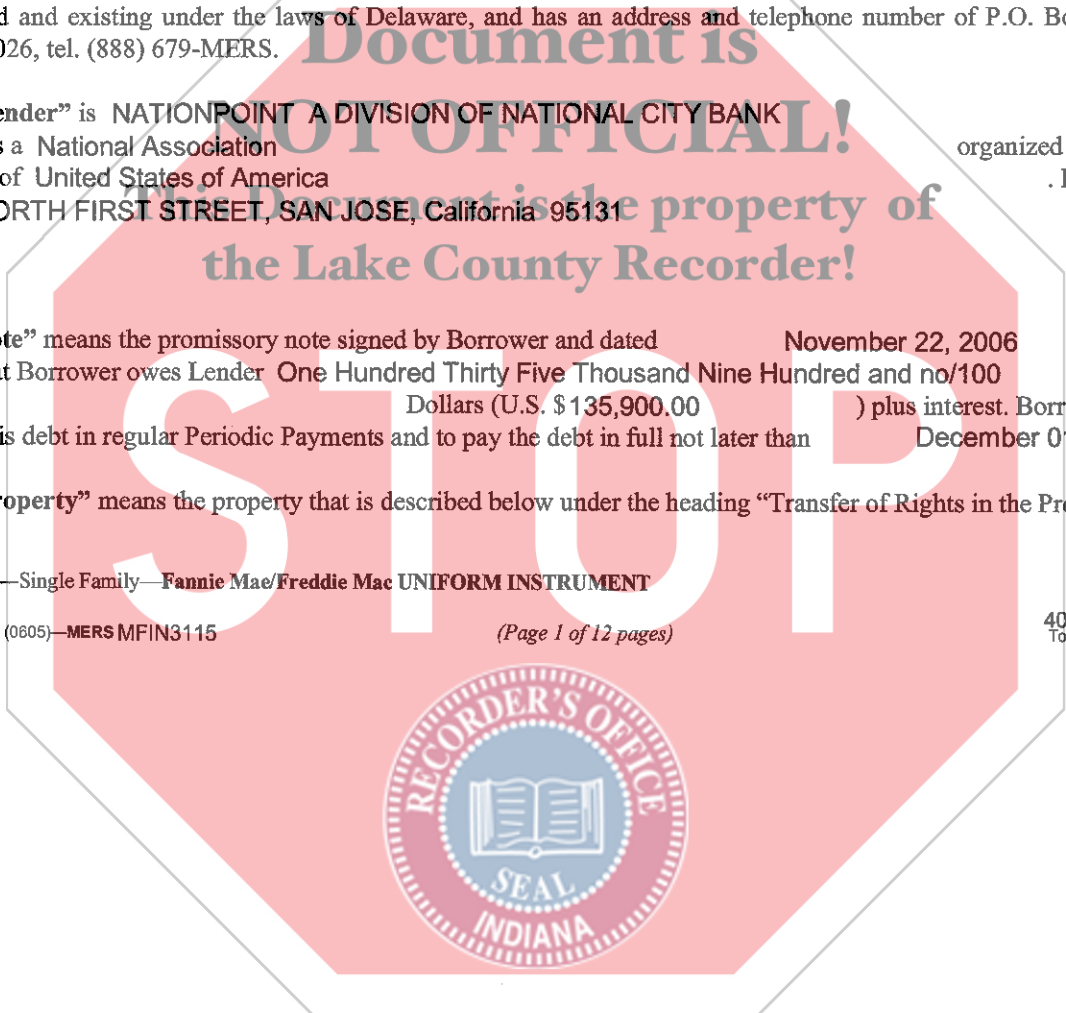 d and existing under the laws of Delaware, and has an address and telephone number of P.O. Bo
026, tel. (888) 679-MERS.
Document is
ender” is NATIONPOINT A DIVISION OF NATIONAL CITY BANK
NOT OFFICIAL!
s a National Association organized
of United States of America .
ORTH FIRST STREET, SAN JOSE, California 95131
This Document is the property of
the Lake County Recorder!
te” means the promissory note signed by Borrower and dated November 22, 2006
t Borrower owes Lender One Hundred Thirty Five Thousand Nine Hundred and no/100
Dollars (U.S. $135,900.00 ) plus interest. Borr
is debt in regular Periodic Payments and to pay the debt in full not later than December 01
roperty” means the property that is described below under the heading “Transfer of Rights in the Pr
STOP
—Single Family—Fannie Mae/Freddie Mac UNIFORM INSTRUMENT
(0605)—MERS MFIN3115 (Page 1 of 12 pages) 40
To
RECORDER'S OFFICE
SEAL
INDIANA